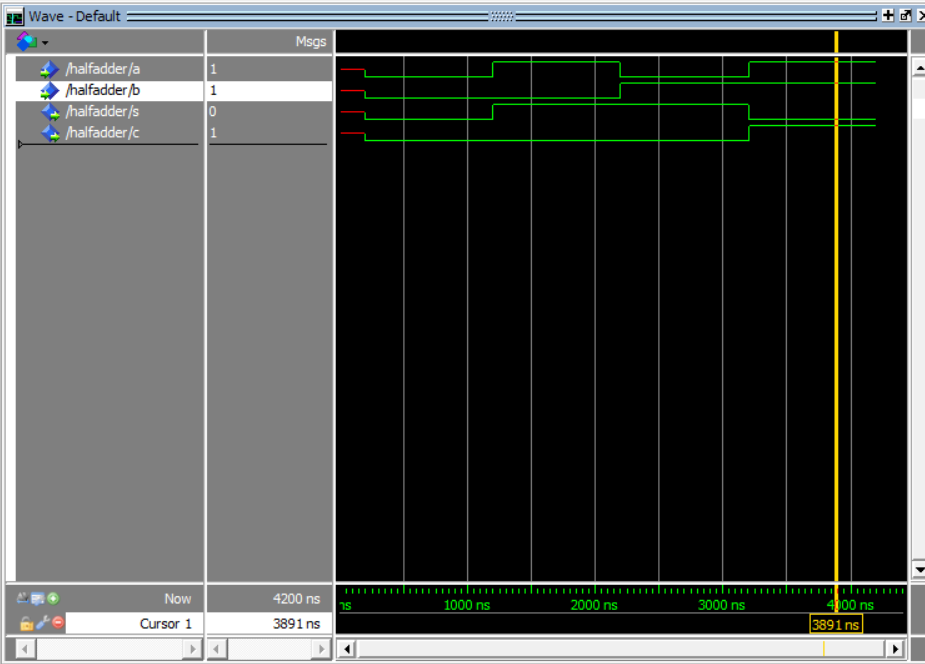 Wave - Default
Msgs
/halfadder/a 1
/halfadder/b 1
/halfadder/s 0
/halfadder/c 1
Now 4200 ns
ns 1000 ns 2000 ns 3000 ns 4000 ns
Cursor 1 3891 ns 3891 ns